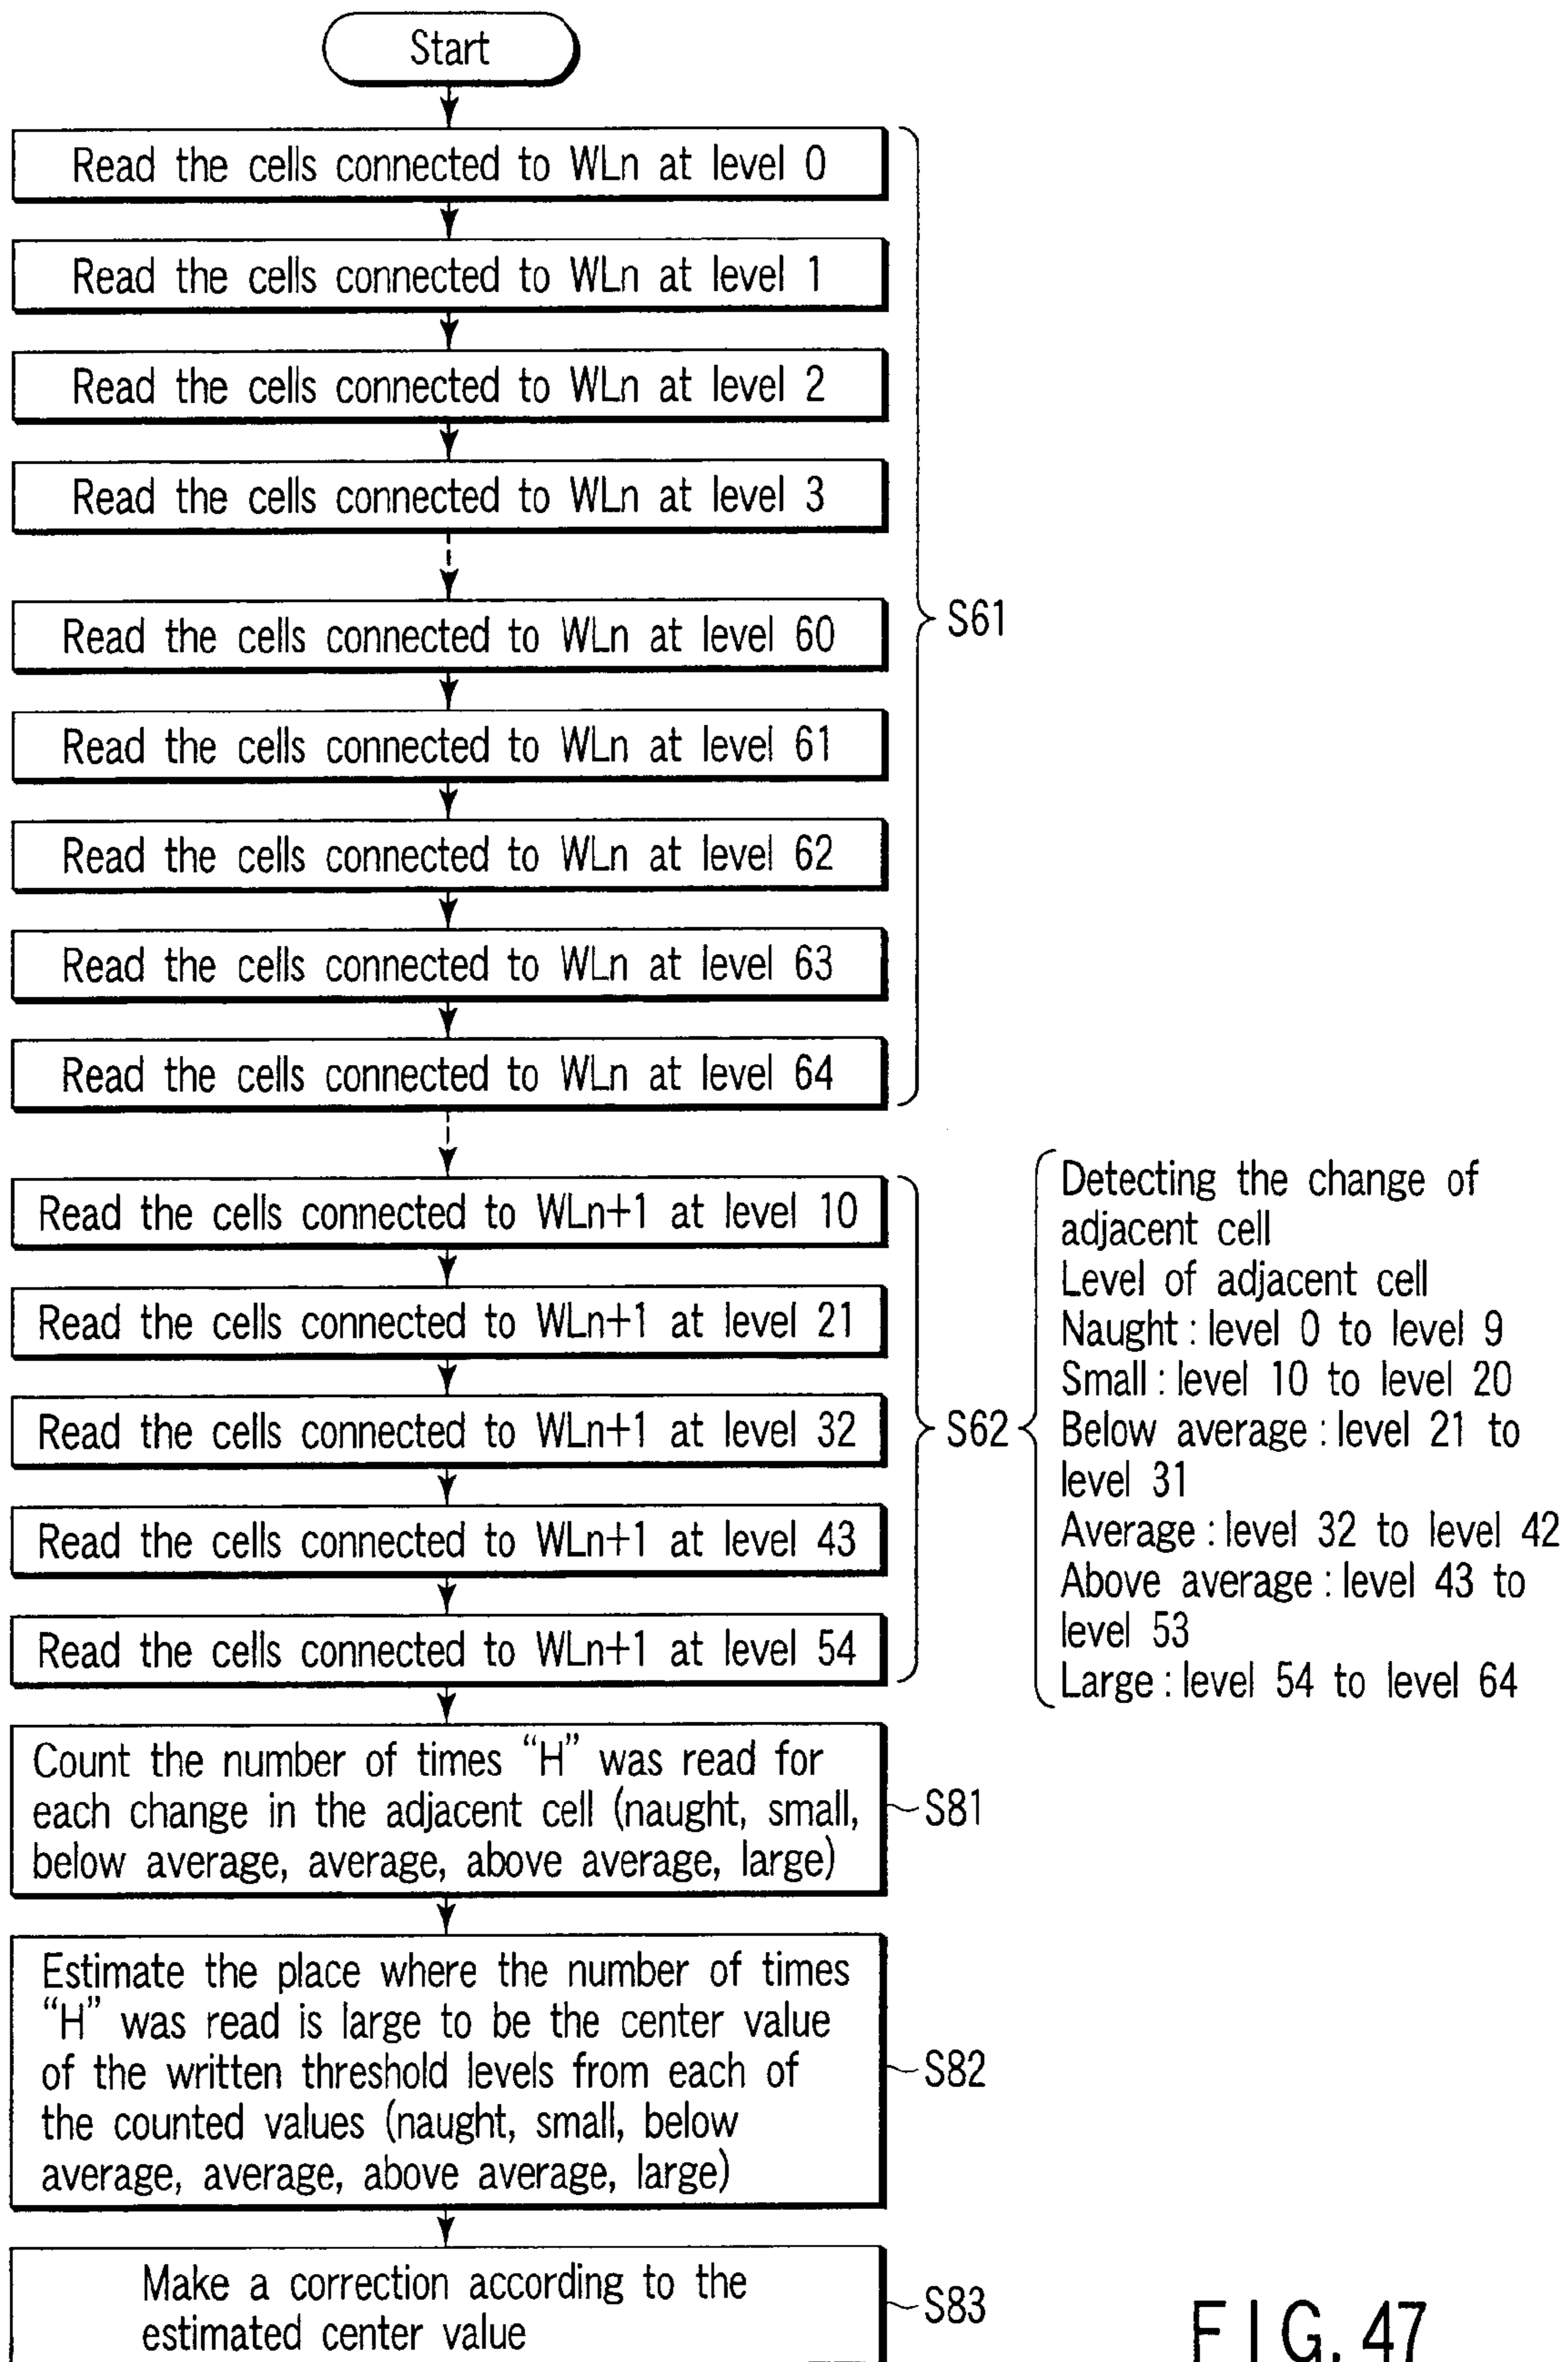 Start
Read the cells connected to WLn at level 0
Read the cells connected to WLn at level 1
Read the cells connected to WLn at level 2
Read the cells connected to WLn at level 3
Read the cells connected to WLn at level 60
S61
Read the cells connected to WLn at level 61
Read the cells connected to WLn at level 62
Read the cells connected to WLn at level 63
Read the cells connected to WLn at level 64
Read the cells connected to WLn+1 at level 10
Read the cells connected to WLn+1 at level 21
Read the cells connected to WLn+1 at level 32
Read the cells connected to WLn+1 at level 43
Read the cells connected to WLn+1 at level 54
S62
Detecting the change of
adjacent cell
Level of adjacent cell
Naught : level 0 to level 9
Small : level 10 to level 20
Below average : level 21 to
level 31
Average : level 32 to level 42
Above average : level 43 to
level 53
Large : level 54 to level 64
Count the number of times “H” was read for
each change in the adjacent cell (naught, small,
below average, average, above average, large)
S81
Estimate the place where the number of times
“H” was read is large to be the center value
of the written threshold levels from each of
the counted values (naught, small, below
average, average, above average, large)
S82
Make a correction according to the
estimated center value
S83
FIG. 47